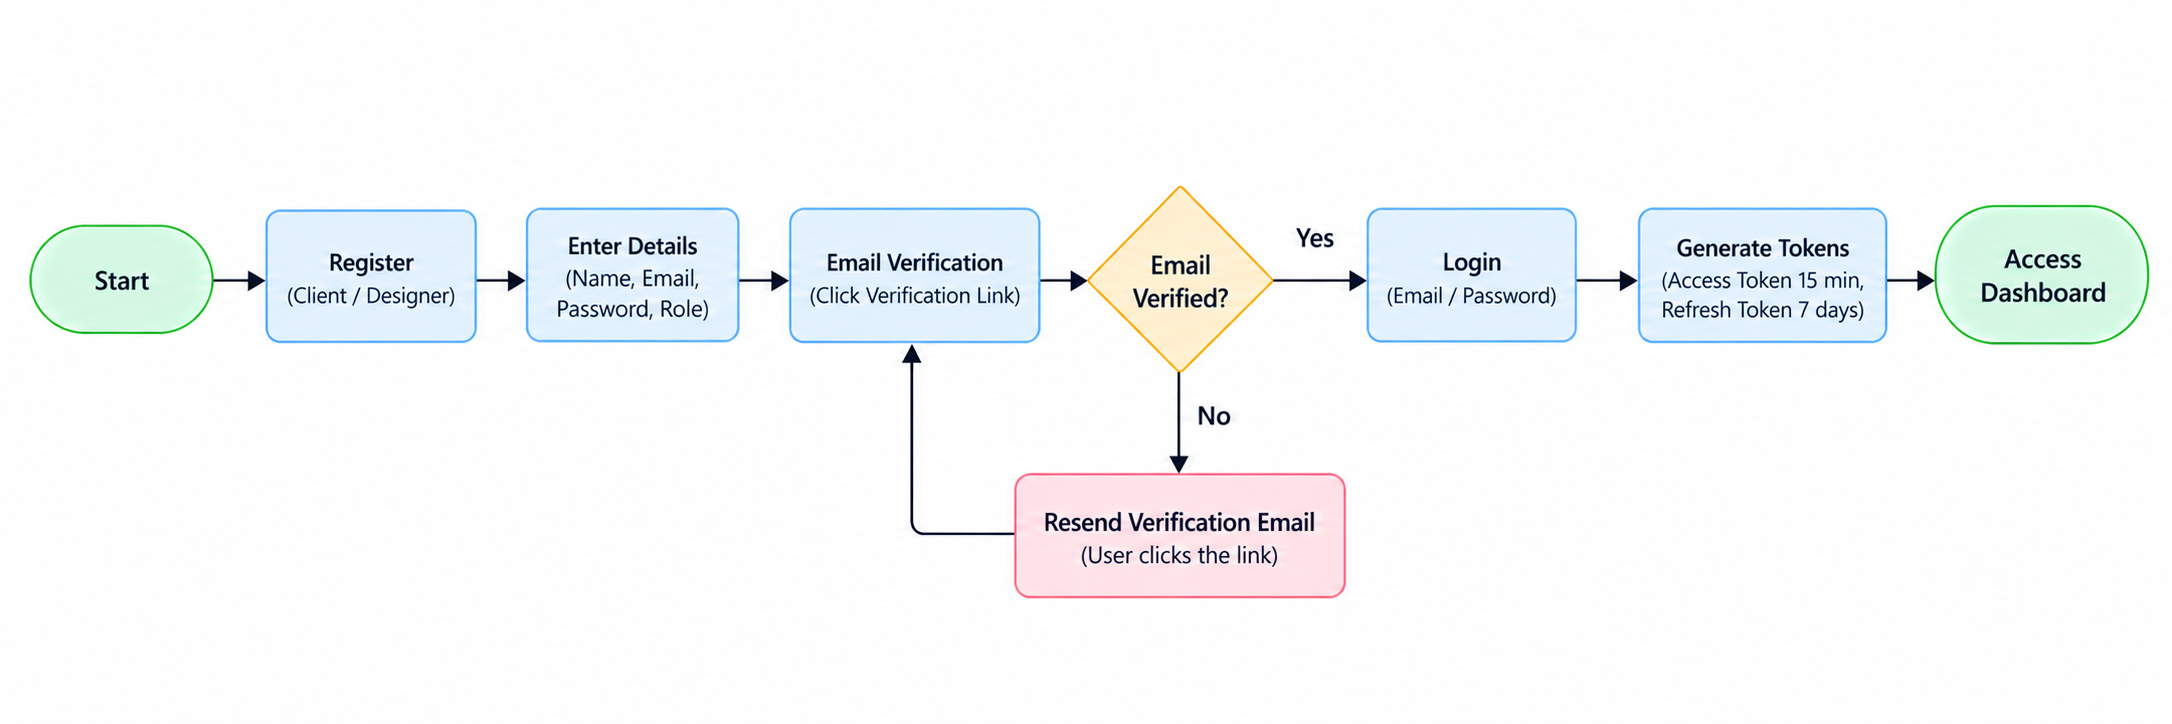 Start
Register
(Client / Designer)
Enter Details
(Name, Email,
Password, Role)
Email Verification
(Click Verification Link)
Email
Verified?
Yes
Login
(Email / Password)
Generate Tokens
(Access Token 15 min,
Refresh Token 7 days)
Access
Dashboard
No
Resend Verification Email
(User clicks the link)